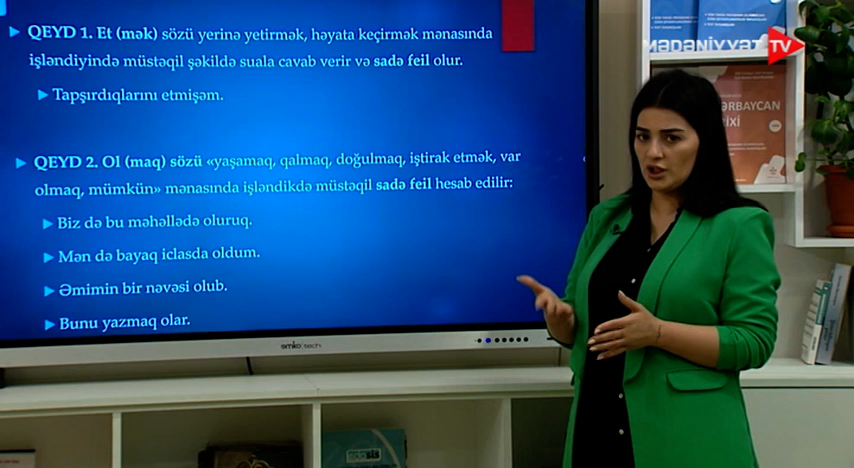 QEYD 1. Et (mək) sözü yerinə yetirmək, həyata keçirmək mənasında
işləndiyində müstəqil şəkildə suala cavab verir və sadə feil olur.
Tapşırdıqlarını etmişəm.
QEYD 2. Ol (maq) sözü «yaşamaq, qalmaq, doğulmaq, iştirak etmək, var
olmaq, mümkün» mənasında işləndikdə müstəqil sadə feil hesab edilir:
Biz də bu məhəllədə oluruq.
Mən də bayaq iclasda oldum.
Əmimin bir nəvəsi olub.
Bunu yazmaq olar.
MƏDƏNİYYƏT TV